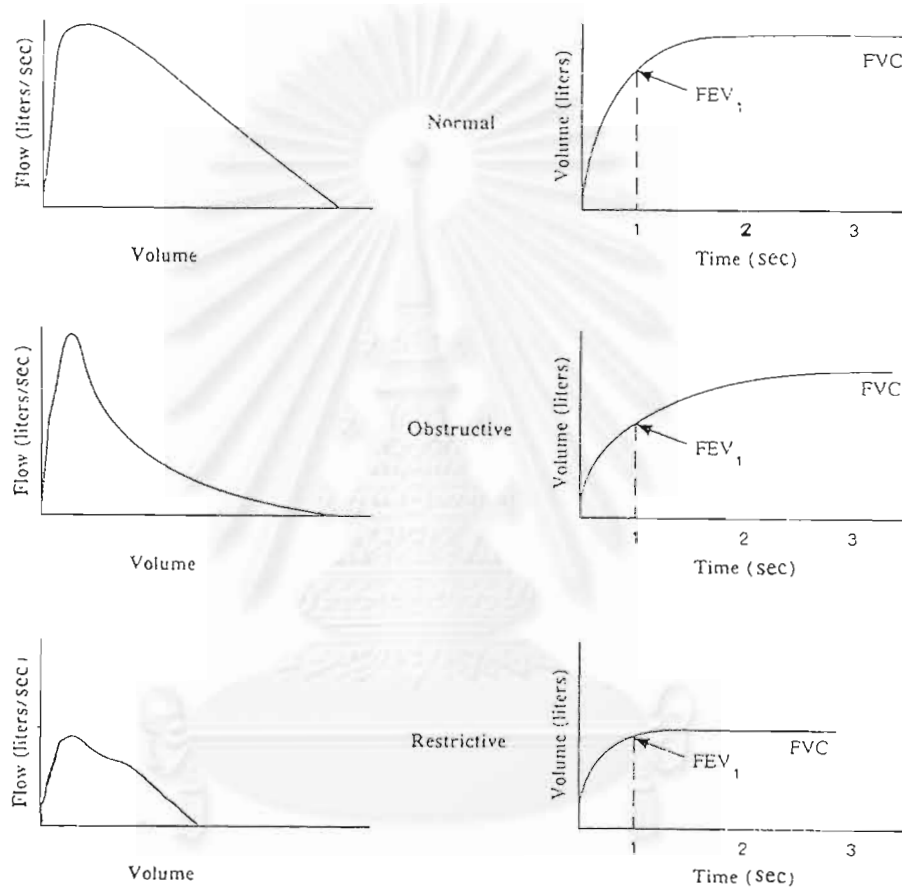 Flow (liters/sec)
Volume
Normal
Volume (liters)
FVC
FEV₁
1 2 3
Time (sec)
Flow (liters/sec)
Volume
Obstructive
Volume (liters)
FVC
FEV₁
1 2 3
Time (sec)
Flow (liters/sec)
Volume
Restrictive
Volume (liters)
FVC
FEV₁
1 2 3
Time (sec)